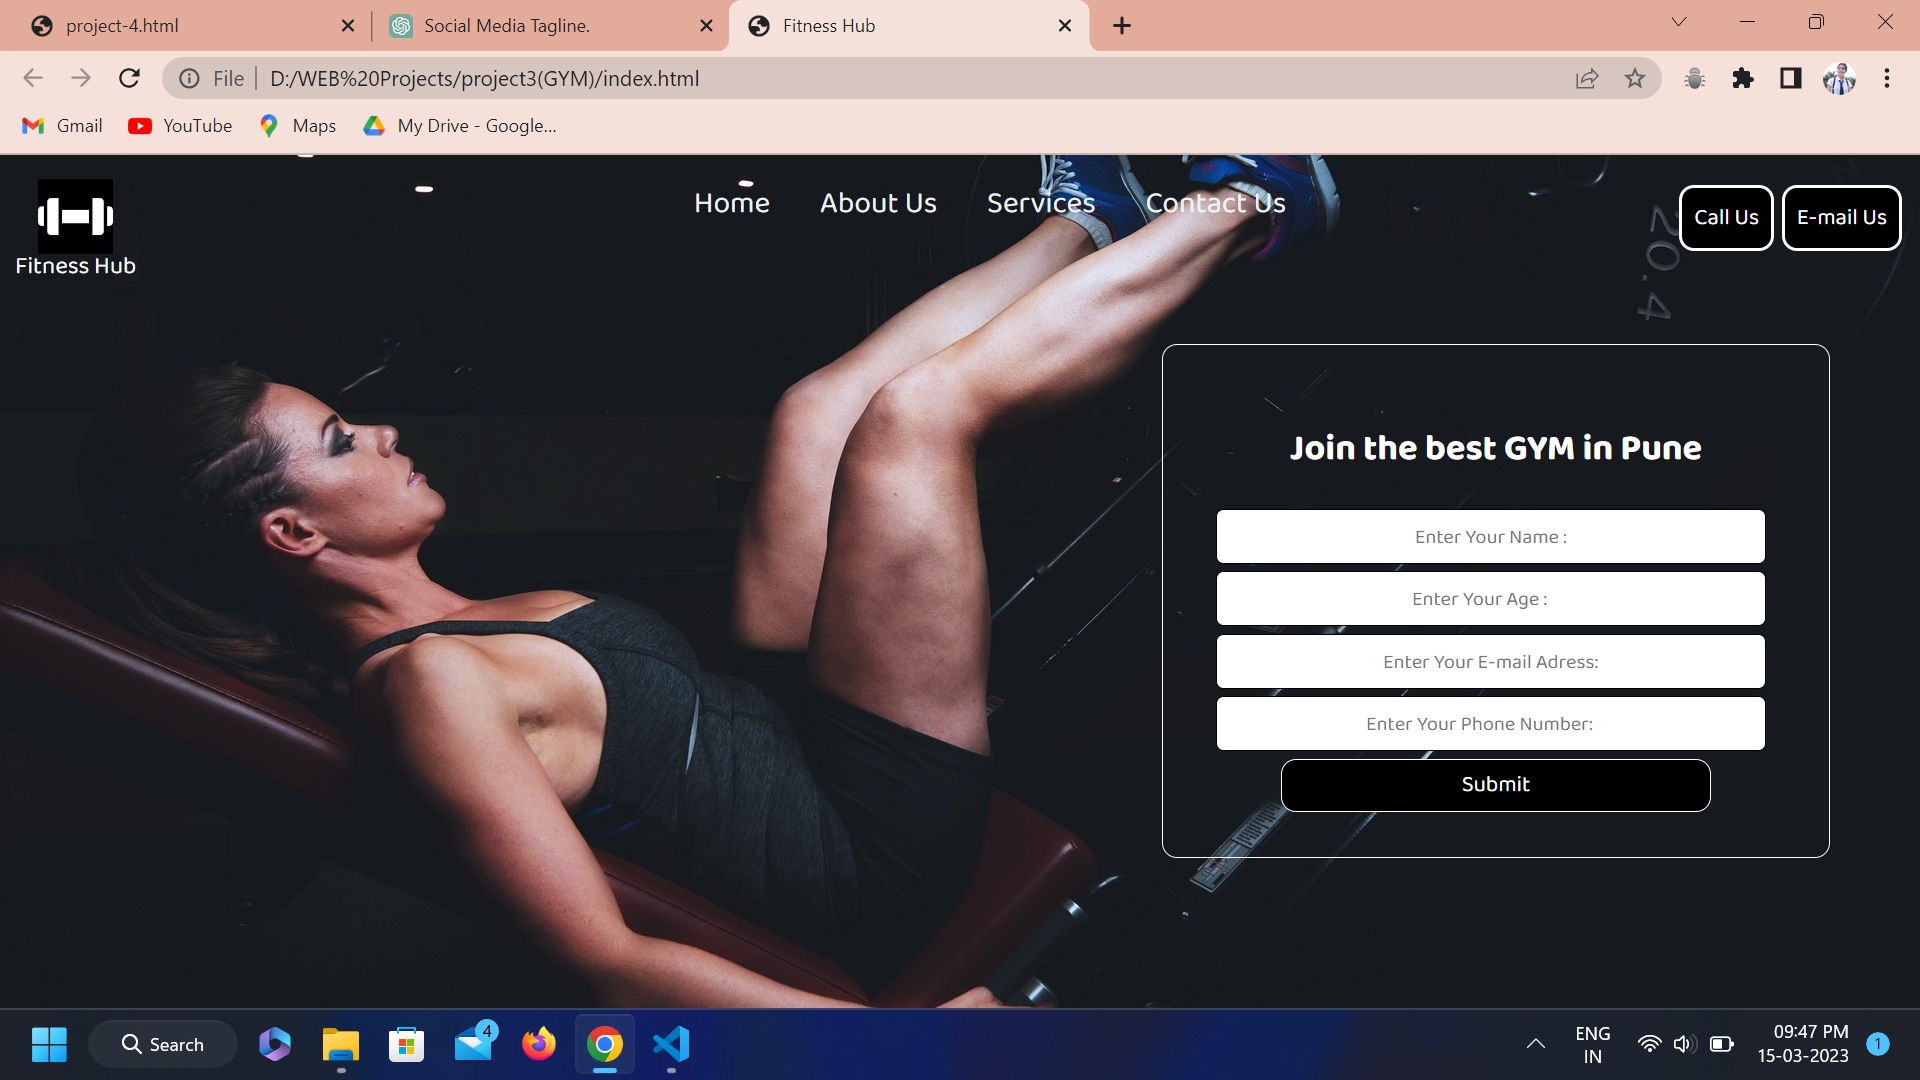 project-4.html
Social Media Tagline.
Fitness Hub
File
D:/WEB%20Projects/project3(GYM)/index.html
Gmail
YouTube
Maps
My Drive - Google...
Fitness Hub
Home
About Us
Services
Contact Us
Call Us
E-mail Us
20.4
Join the best GYM in Pune
Enter Your Name :
Enter Your Age :
Enter Your E-mail Adress:
Enter Your Phone Number:
Submit
Search
4
ENG
IN
09:47 PM
15-03-2023
1